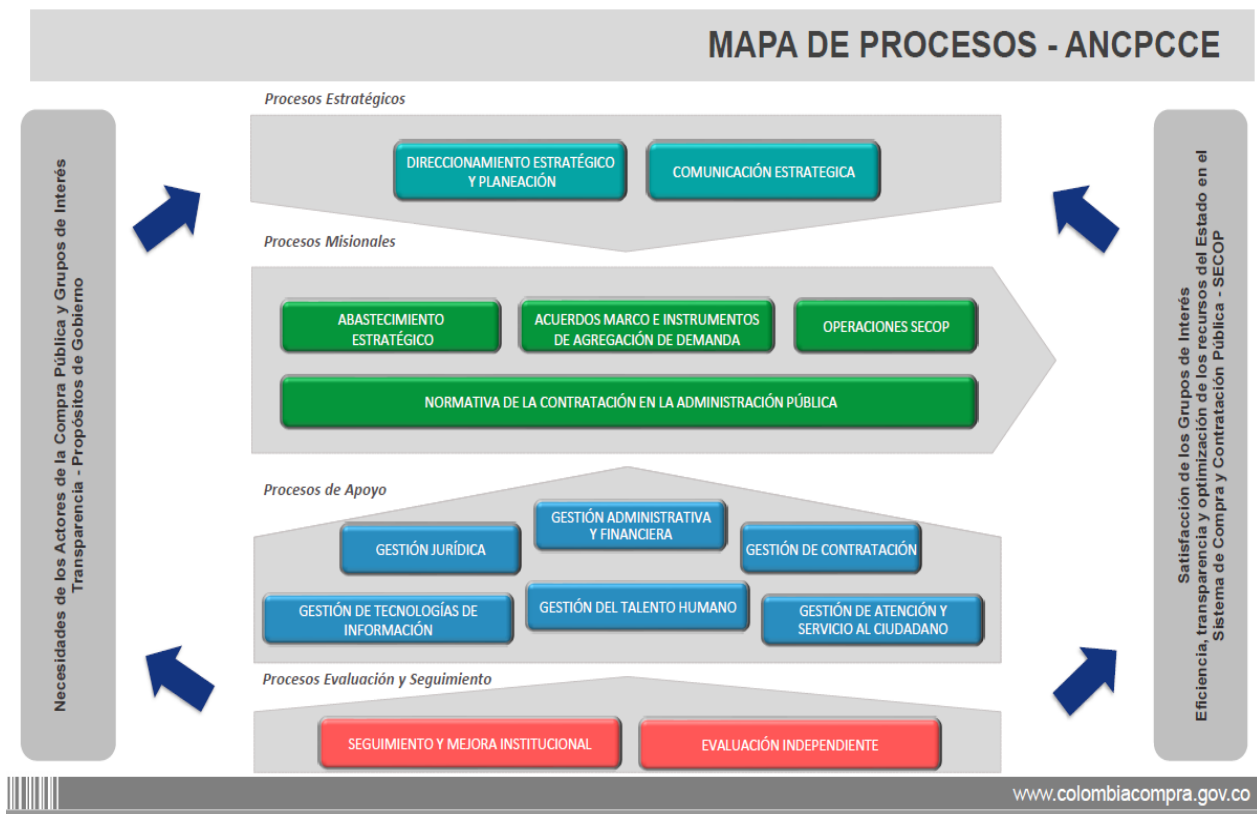 MAPA DE PROCESOS - ANCPCCE
Necesidades de los Actores de la Compra Pública y Grupos de Interés
Transparencia - Propósitos de Gobierno
Procesos Estratégicos
DIRECCIONAMIENTO ESTRATÉGICO
Y PLANEACIÓN
COMUNICACIÓN ESTRATEGICA
Procesos Misionales
ABASTECIMIENTO
ESTRATÉGICO
ACUERDOS MARCO E INSTRUMENTOS
DE AGREGACIÓN DE DEMANDA
OPERACIONES SECOP
NORMATIVA DE LA CONTRATACIÓN EN LA ADMINISTRACIÓN PÚBLICA
Procesos de Apoyo
GESTIÓN JURÍDICA
GESTIÓN ADMINISTRATIVA
Y FINANCIERA
GESTIÓN DE CONTRATACIÓN
GESTIÓN DE TECNOLOGÍAS DE
INFORMACIÓN
GESTIÓN DEL TALENTO HUMANO
GESTIÓN DE ATENCIÓN Y
SERVICIO AL CIUDADANO
Procesos Evaluación y Seguimiento
SEGUIMIENTO Y MEJORA INSTITUCIONAL
EVALUACIÓN INDEPENDIENTE
Satisfacción de los Grupos de Interés
Eficiencia, transparencia y optimización de los recursos del Estado en el
Sistema de Compra y Contratación Pública - SECOP
www.colombiacompra.gov.co